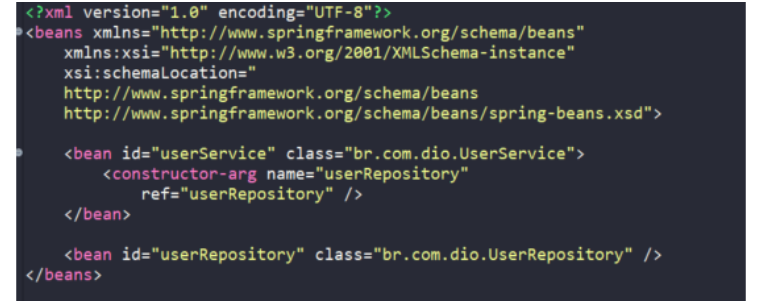 <?xml version="1.0" encoding="UTF-8"?>
<beans xmlns="http://www.springframework.org/schema/beans"
    xmlns:xsi="http://www.w3.org/2001/XMLSchema-instance"
    xsi:schemaLocation="
    http://www.springframework.org/schema/beans
    http://www.springframework.org/schema/beans/spring-beans.xsd">

    <bean id="userService" class="br.com.dio.UserService">
        <constructor-arg name="userRepository"
            ref="userRepository" />
    </bean>

    <bean id="userRepository" class="br.com.dio.UserRepository" />
</beans>